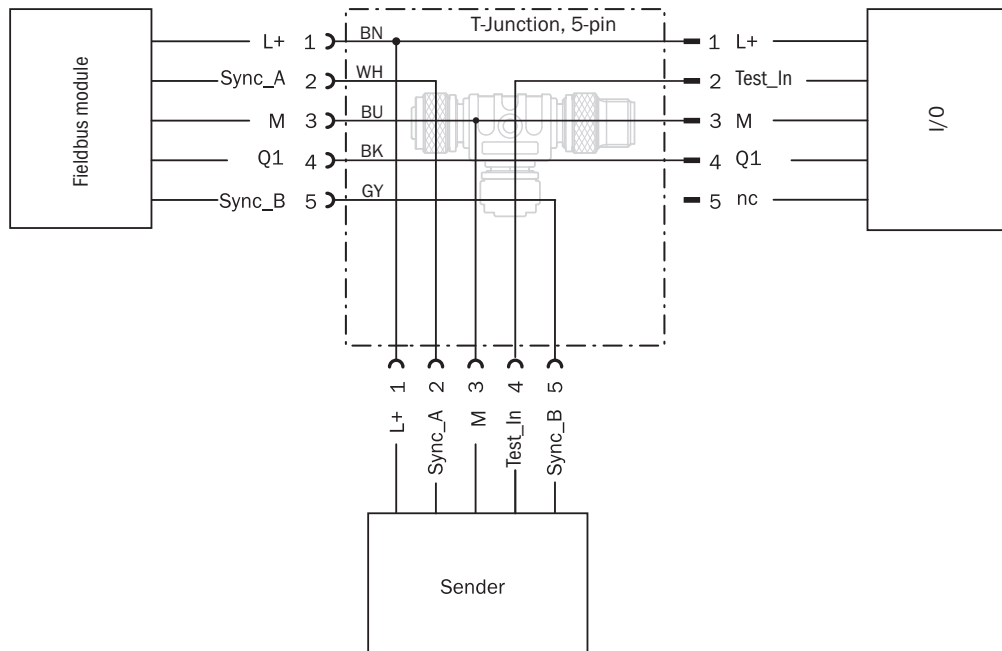 T-Junction, 5-pin
Fieldbus module
L+ 1 BN 1 L+
Sync_A 2 WH 2 Test_In
M 3 BU 3 M
Q1 4 BK 4 Q1
Sync_B 5 GY 5 nc
I/O
1 2 3 4 5
L+ Sync_A M Test_In Sync_B
Sender